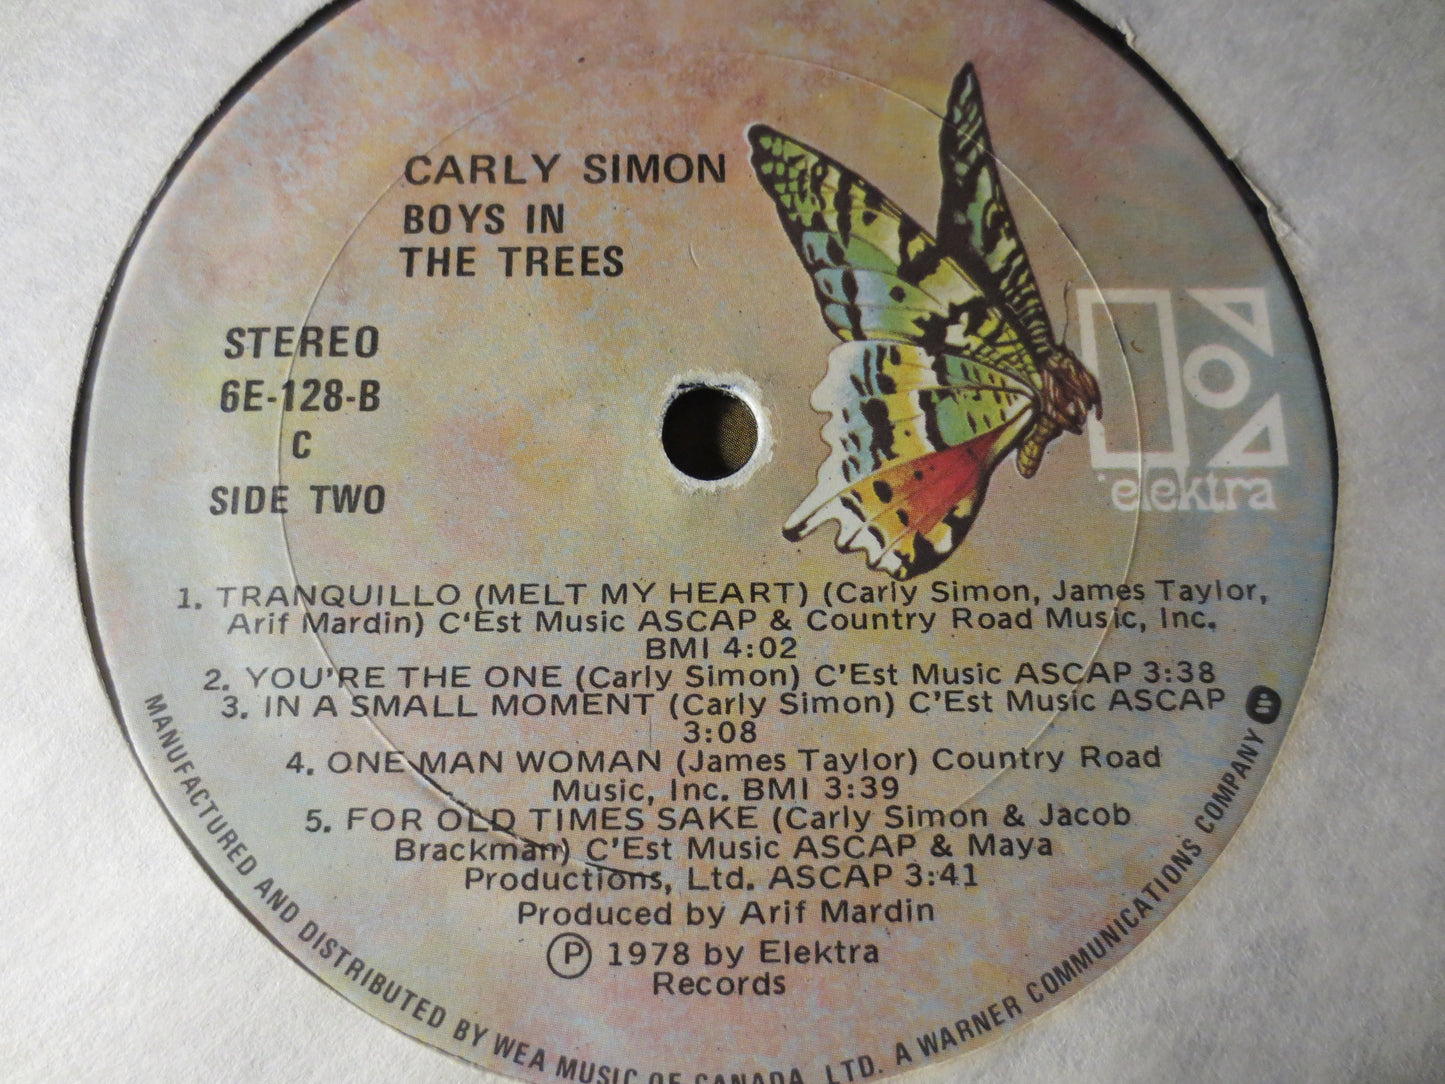 CARLY SIMON
BOYS IN
THE TREES
STEREO
6E-128-B
C
SIDE TWO
elektra
1. TRANQUILLO (MELT MY HEART) (Carly Simon, James Taylor,
Arif Mardin) C'Est Music ASCAP & Country Road Music, Inc.
BMI 4:02
2. YOU'RE THE ONE (Carly Simon) C'Est Music ASCAP 3:38
3. IN A SMALL MOMENT (Carly Simon) C'Est Music ASCAP
3:08
4. ONE MAN WOMAN (James Taylor) Country Road
Music, Inc. BMI 3:39
5. FOR OLD TIMES SAKE (Carly Simon & Jacob
Brackman) C'Est Music ASCAP & Maya
Productions, Ltd. ASCAP 3:41
Produced by Arif Mardin
Ⓟ 1978 by Elektra
Records
MANUFACTURED AND DISTRIBUTED BY WEA MUSIC OF CANADA, LTD. A WARNER COMMUNICATIONS COMPANY